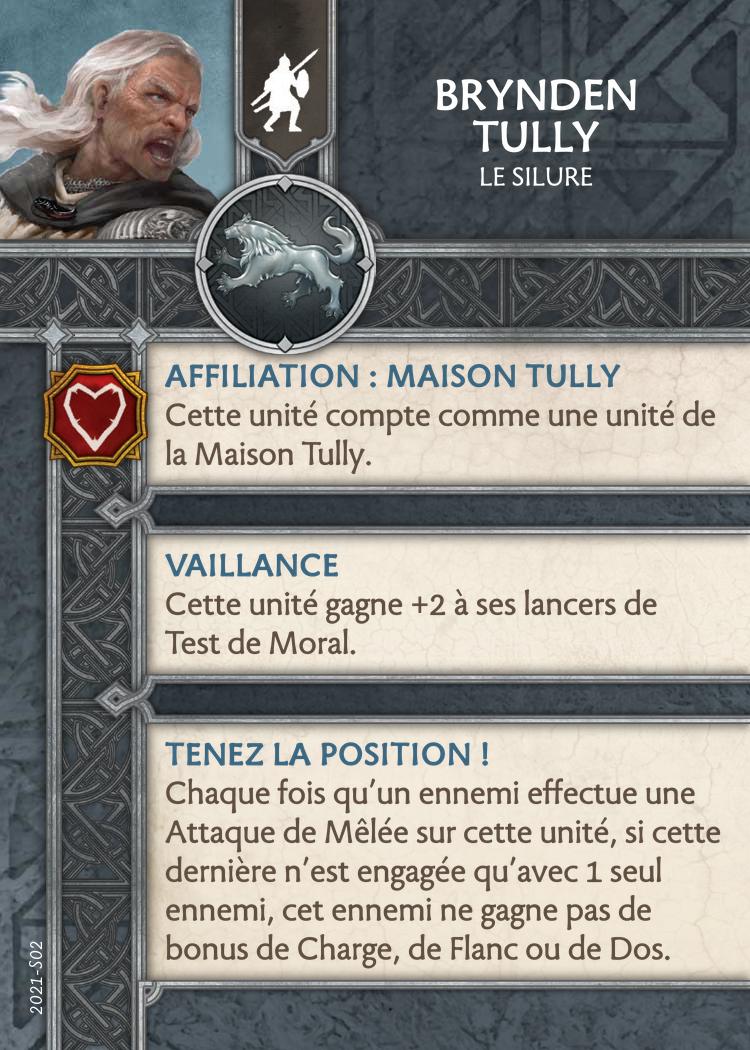 BRYNDEN
TULLY
LE SILURE
AFFILIATION : MAISON TULLY
Cette unité compte comme une unité de
la Maison Tully.
VAILLANCE
Cette unité gagne +2 à ses lancers de
Test de Moral.
TENEZ LA POSITION !
Chaque fois qu’un ennemi effectue une
Attaque de Mêlée sur cette unité, si cette
dernière n’est engagée qu’avec 1 seul
ennemi, cet ennemi ne gagne pas de
bonus de Charge, de Flanc ou de Dos.
2021-S02